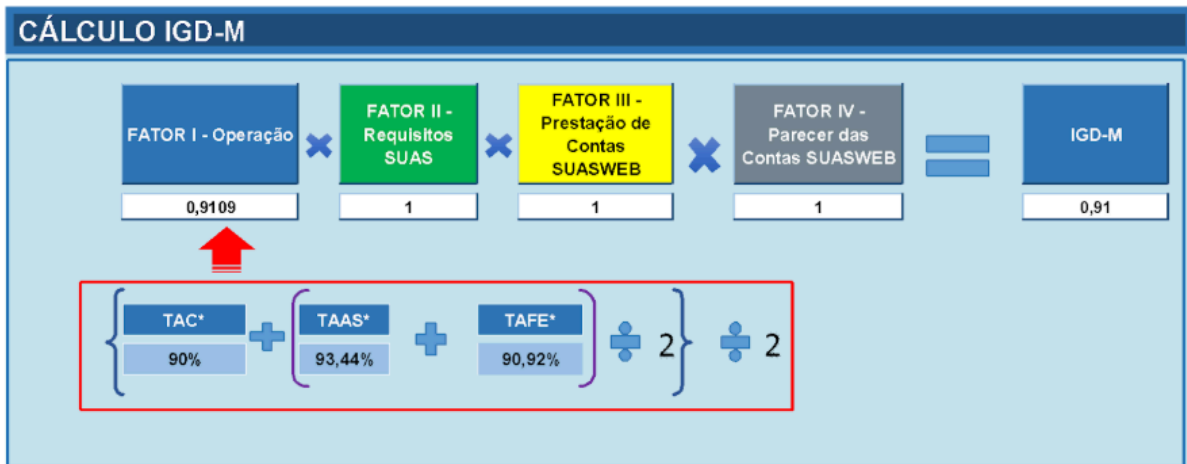 CÁLCULO IGD-M
FATOR I - Operação
FATOR II -
Requisitos
SUAS
FATOR III -
Prestação de
Contas
SUASWEB
FATOR IV -
Parecer das
Contas SUASWEB
IGD-M
0,9109
1
1
1
0,91
TAC*
TAAS*
TAFE*
90%
93,44%
90,92%
2
2